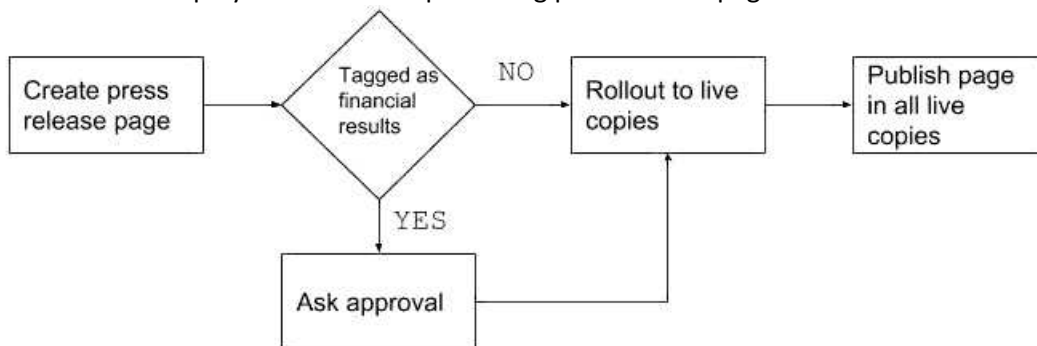 Create press
release page
Tagged as
financial
results
NO
Rollout to live
copies
Publish page
in all live
copies
YES
Ask approval